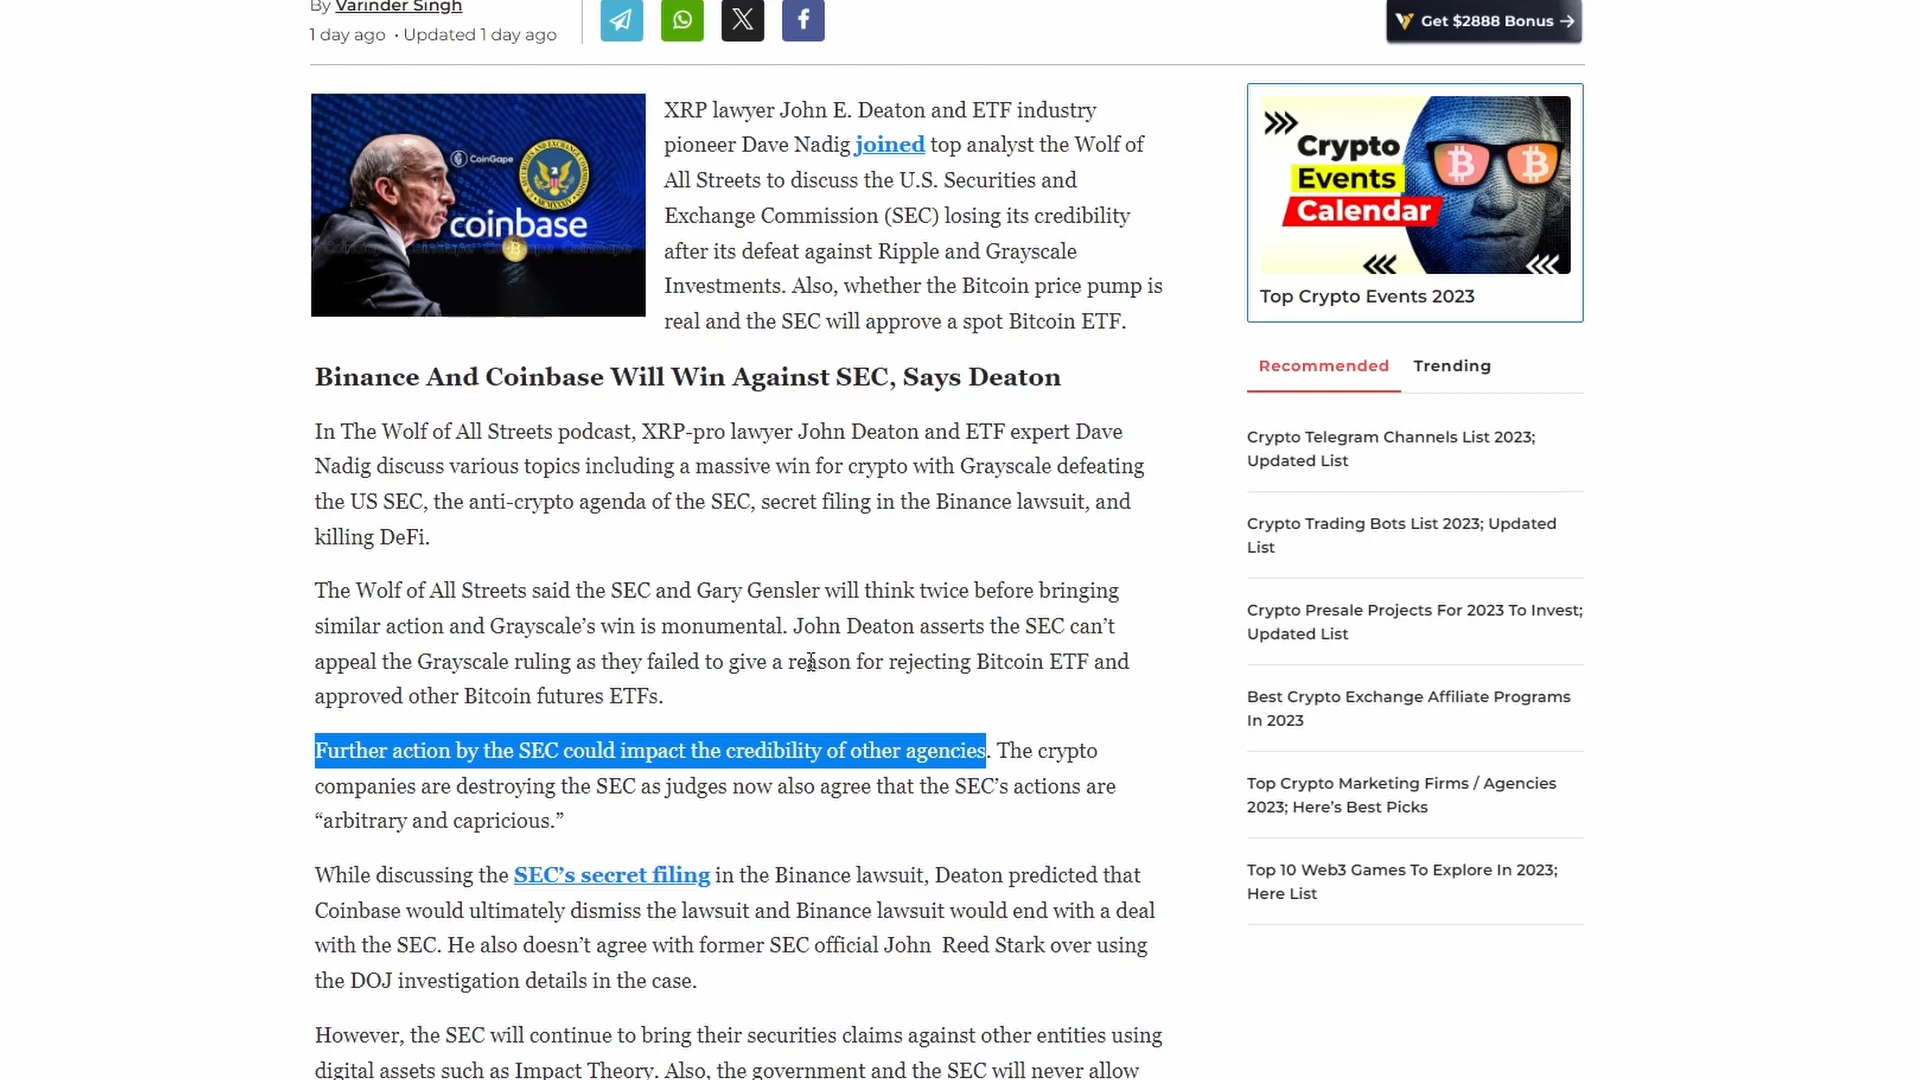 By Varinder Singh
1 day ago • Updated 1 day ago
Get $2888 Bonus →
CoinGape
coinbase
XRP lawyer John E. Deaton and ETF industry
pioneer Dave Nadig joined top analyst the Wolf of
All Streets to discuss the U.S. Securities and
Exchange Commission (SEC) losing its credibility
after its defeat against Ripple and Grayscale
Investments. Also, whether the Bitcoin price pump is
real and the SEC will approve a spot Bitcoin ETF.
Binance And Coinbase Will Win Against SEC, Says Deaton
In The Wolf of All Streets podcast, XRP-pro lawyer John Deaton and ETF expert Dave
Nadig discuss various topics including a massive win for crypto with Grayscale defeating
the US SEC, the anti-crypto agenda of the SEC, secret filing in the Binance lawsuit, and
killing DeFi.
The Wolf of All Streets said the SEC and Gary Gensler will think twice before bringing
similar action and Grayscale’s win is monumental. John Deaton asserts the SEC can’t
appeal the Grayscale ruling as they failed to give a reason for rejecting Bitcoin ETF and
approved other Bitcoin futures ETFs.
Further action by the SEC could impact the credibility of other agencies. The crypto
companies are destroying the SEC as judges now also agree that the SEC’s actions are
“arbitrary and capricious.”
While discussing the SEC’s secret filing in the Binance lawsuit, Deaton predicted that
Coinbase would ultimately dismiss the lawsuit and Binance lawsuit would end with a deal
with the SEC. He also doesn’t agree with former SEC official John Reed Stark over using
the DOJ investigation details in the case.
However, the SEC will continue to bring their securities claims against other entities using
digital assets such as Impact Theory. Also, the government and the SEC will never allow
Crypto
Events
Calendar
Top Crypto Events 2023
Recommended Trending
Crypto Telegram Channels List 2023;
Updated List
Crypto Trading Bots List 2023; Updated
List
Crypto Presale Projects For 2023 To Invest;
Updated List
Best Crypto Exchange Affiliate Programs
In 2023
Top Crypto Marketing Firms / Agencies
2023; Here’s Best Picks
Top 10 Web3 Games To Explore In 2023;
Here List